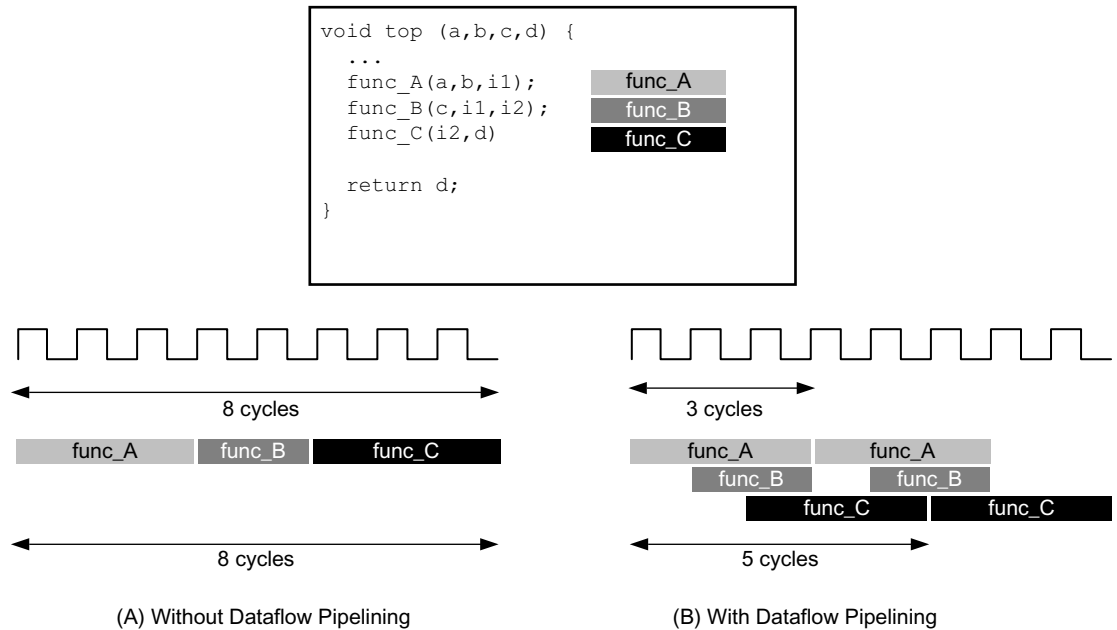 void top (a,b,c,d) {
...
func_A(a,b,i1);
func_B(c,i1,i2);
func_C(i2,d)
return d;
}
func_A
func_B
func_C
8 cycles
func_A func_B func_C
8 cycles
(A) Without Dataflow Pipelining
3 cycles
func_A func_A
func_B func_B
func_C func_C
5 cycles
(B) With Dataflow Pipelining